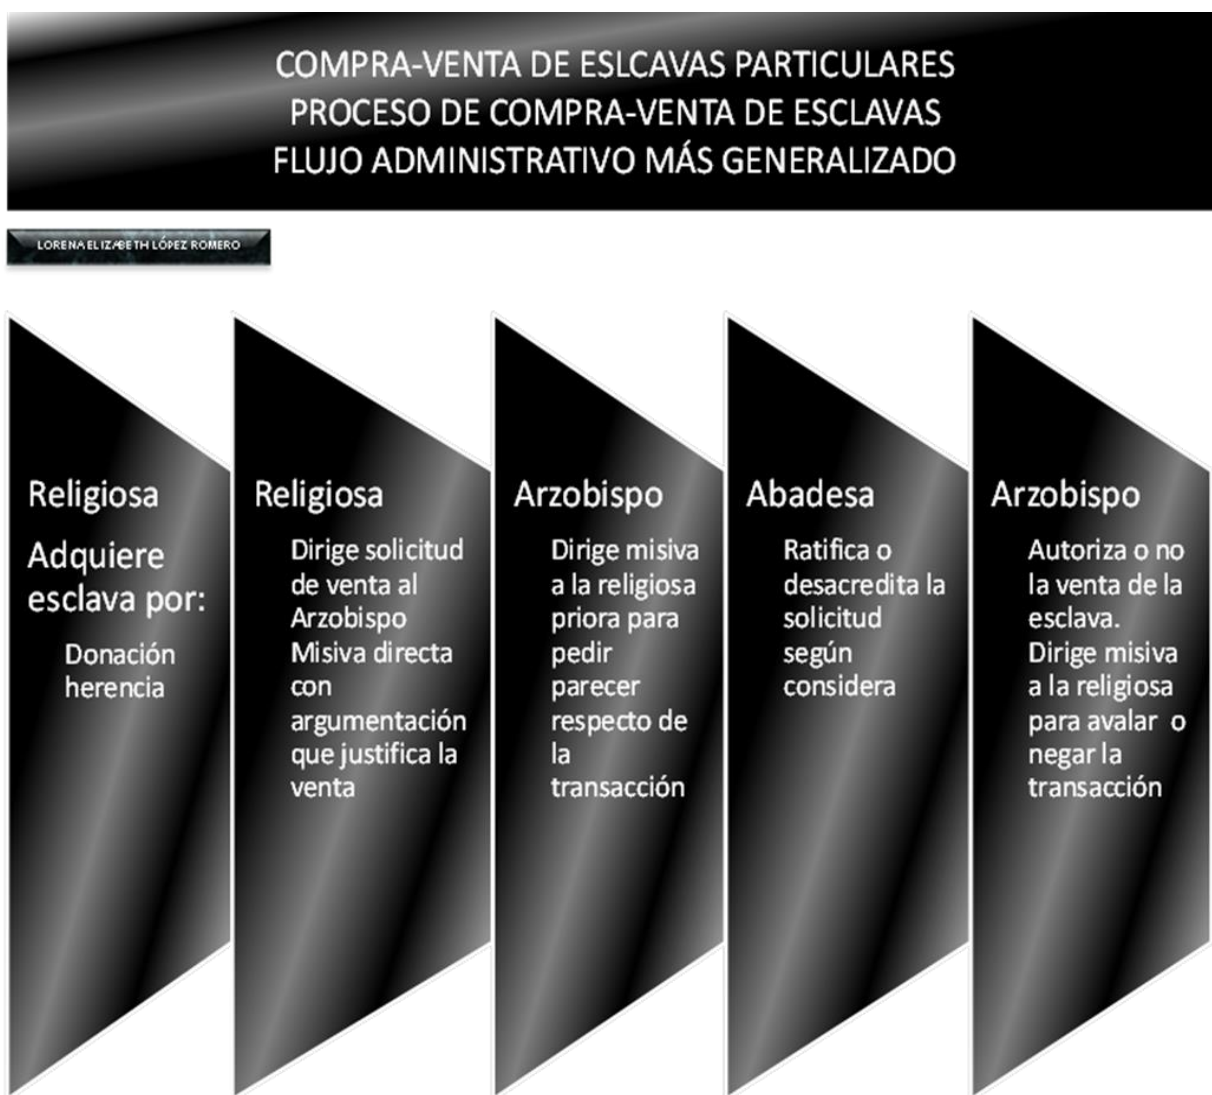 COMPRA-VENTA DE ESLCAVAS PARTICULARES
PROCESO DE COMPRA-VENTA DE ESCLAVAS
FLUJO ADMINISTRATIVO MÁS GENERALIZADO
LORENA ELIZABETH LÓPEZ ROMERO
Religiosa
Adquiere
esclava por:
Donación
herencia
Religiosa
Dirige solicitud
de venta al
Arzobispo
Misiva directa
con
argumentación
que justifica la
venta
Arzobispo
Dirige misiva
a la religiosa
priora para
pedir
parecer
respecto de
la
transacción
Abadesa
Ratifica o
desacredita la
solicitud
según
considera
Arzobispo
Autoriza o no
la venta de la
esclava.
Dirige misiva
a la religiosa
para avalar o
negar la
transacción